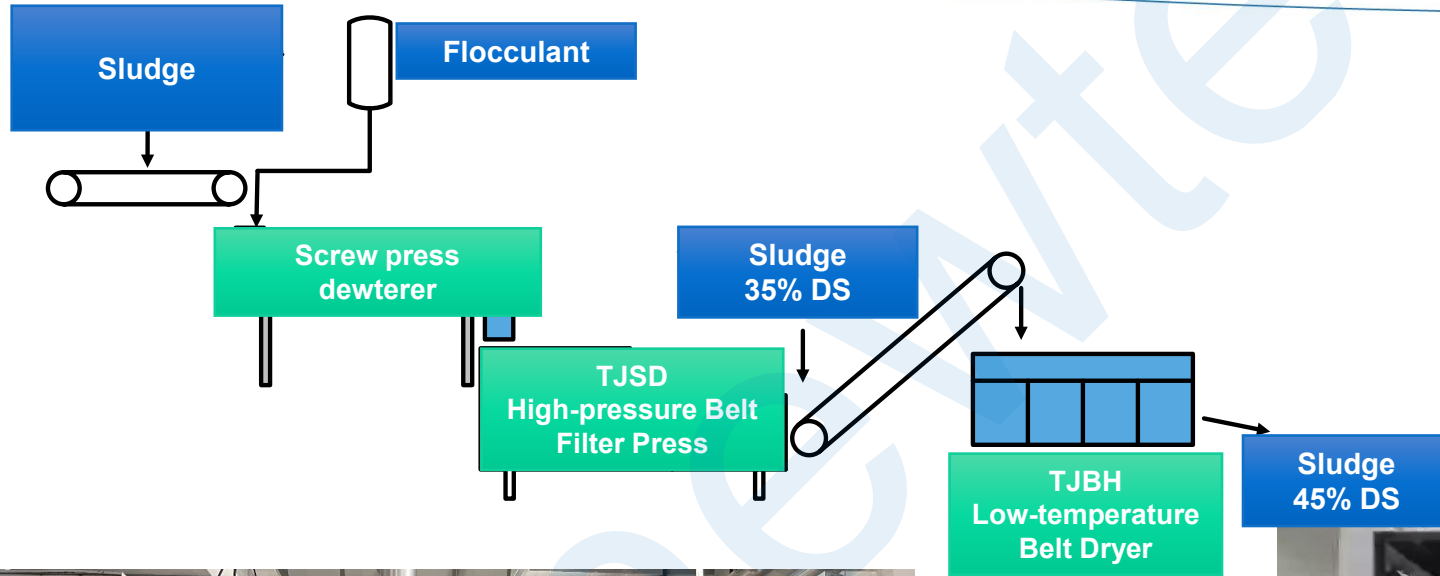 Sludge
Flocculant
Screw press
dewterer
Sludge
35% DS
TJSD
High-pressure Belt
Filter Press
TJBH
Low-temperature
Belt Dryer
Sludge
45% DS